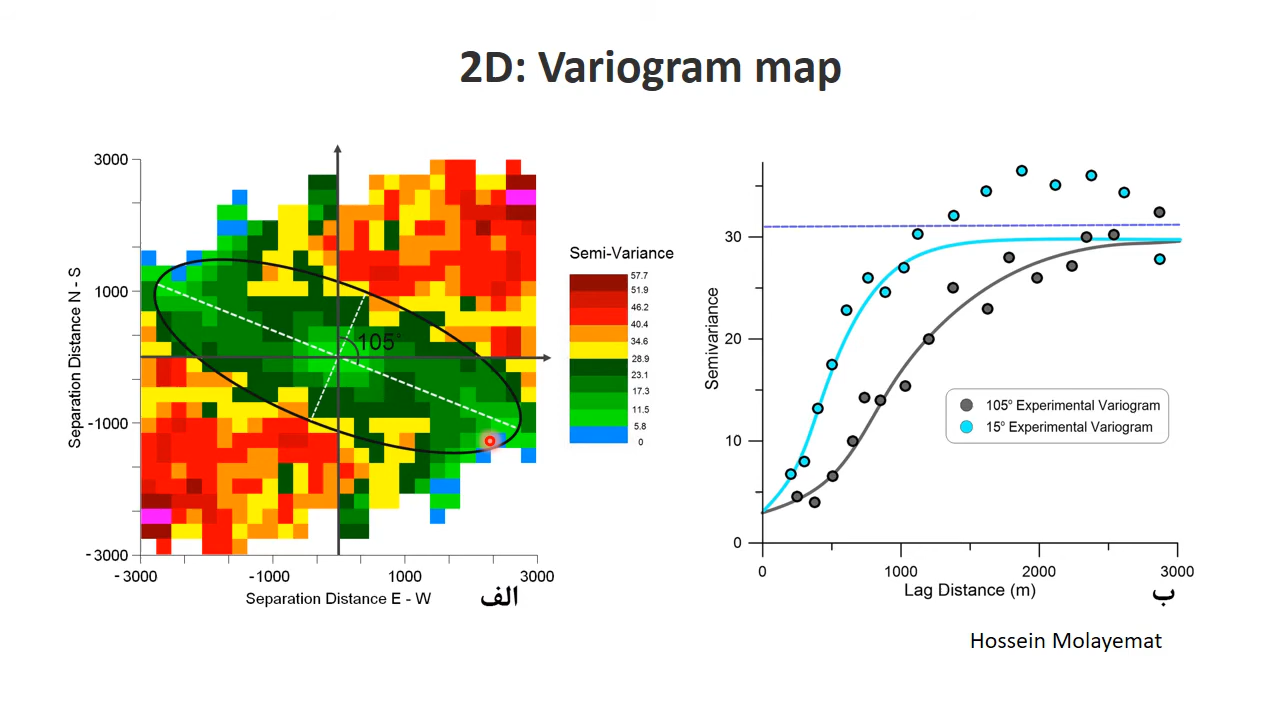 2D: Variogram map
3000
1000
-1000
-3000
Separation Distance N - S
-3000
-1000
1000
3000
Separation Distance E - W
الف
105°
Semi-Variance
57.7
51.9
46.2
40.4
34.6
28.9
23.1
17.3
11.5
5.8
0
30
20
10
0
Semivariance
105° Experimental Variogram
15° Experimental Variogram
0
1000
2000
3000
Lag Distance (m)
ب
Hossein Molayemat